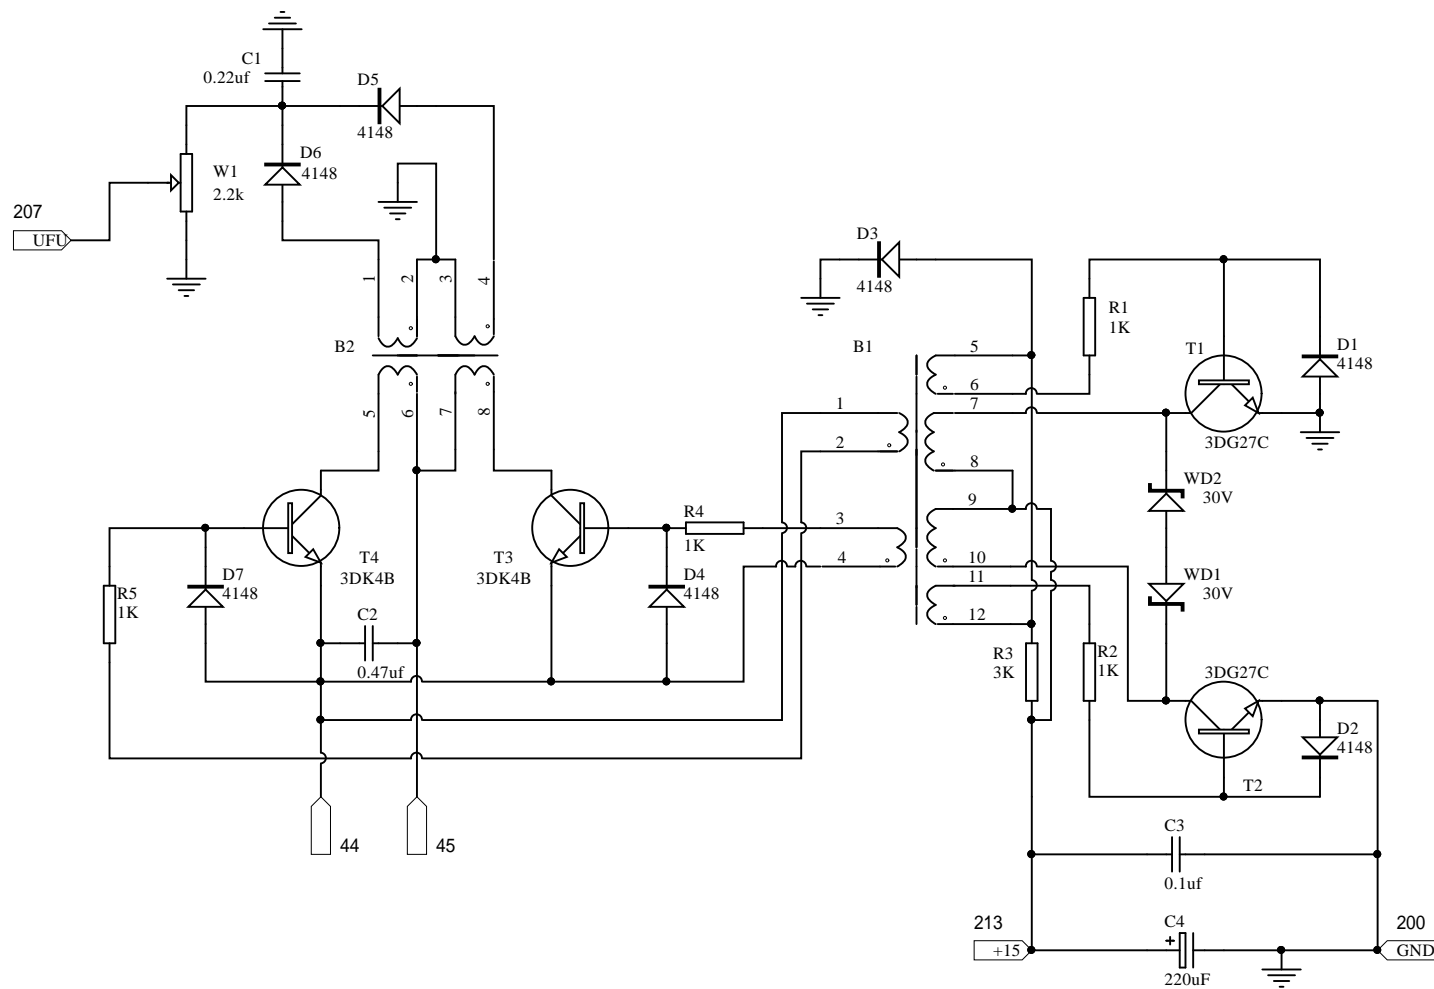 C1
0.22uf
D5
4148
D6
4148
W1
2.2k
207
UFU
1
2
3
4
B2
5
6
7
8
D3
4148
R1
1K
B1
5
6
7
8
9
10
11
12
1
2
3
4
T1
3DG27C
D1
4148
WD2
30V
WD1
30V
R4
1K
T4
3DK4B
T3
3DK4B
D7
4148
D4
4148
R5
1K
C2
0.47uf
R3
3K
R2
1K
3DG27C
D2
4148
T2
44
45
C3
0.1uf
213
+15
C4
+
220uF
200
GND